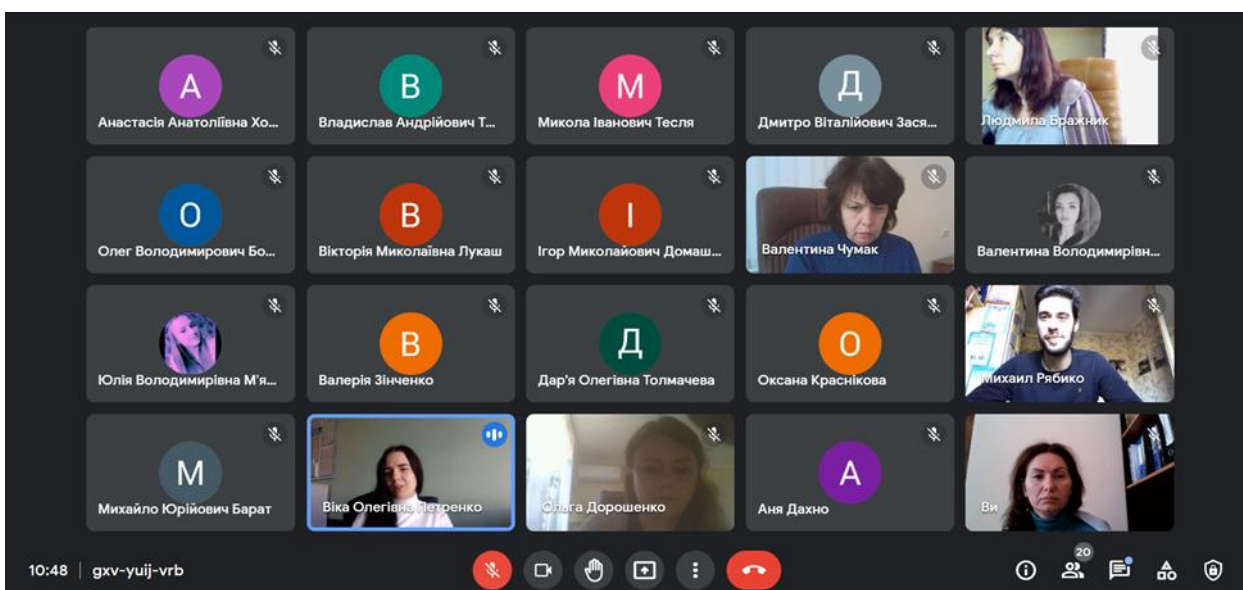 А
Анастасія Анатоліївна Хо...
В
Владислав Андрійович Т...
М
Микола Іванович Тесля
Д
Дмитро Віталійович Зася...
Людмила Бражник
О
Олег Володимирович Бо...
В
Вікторія Миколаївна Лукаш
І
Ігор Миколайович Домаш...
Валентина Чумак
Валентина Володимирівн...
Юлія Володимирівна М'я...
В
Валерія Зінченко
Д
Дар'я Олегівна Толмачева
О
Оксана Краснікова
Михаил Рябико
М
Михайло Юрійович Барат
Віка Олегівна Петренко
Ольга Дорошенко
А
Аня Дахно
Ви
10:48 | gxv-yuij-vrb
20